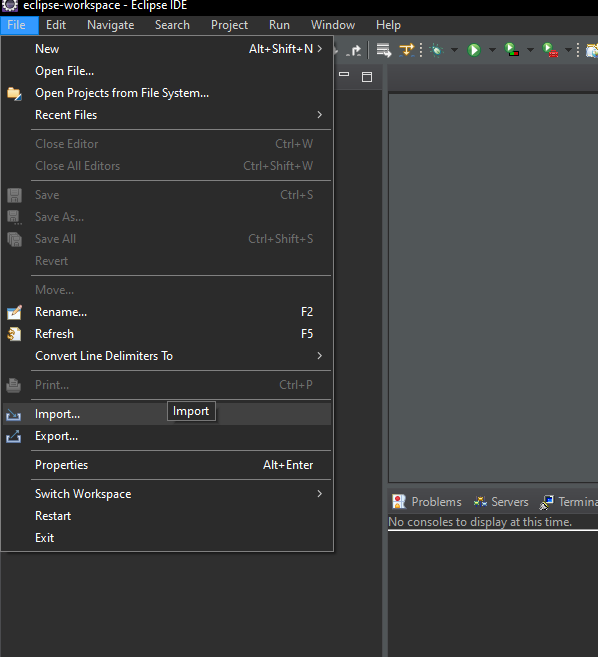 eclipse-workspace - Eclipse IDE
File Edit Navigate Search Project Run Window Help
New Alt+Shift+N
Open File...
Open Projects from File System...
Recent Files
Close Editor Ctrl+W
Close All Editors Ctrl+Shift+W
Save Ctrl+S
Save As...
Save All Ctrl+Shift+S
Revert
Move...
Rename... F2
Refresh F5
Convert Line Delimiters To
Print... Ctrl+P
Import... Import
Export...
Properties Alt+Enter
Switch Workspace
Restart
Exit
Problems Servers Termina
No consoles to display at this time.